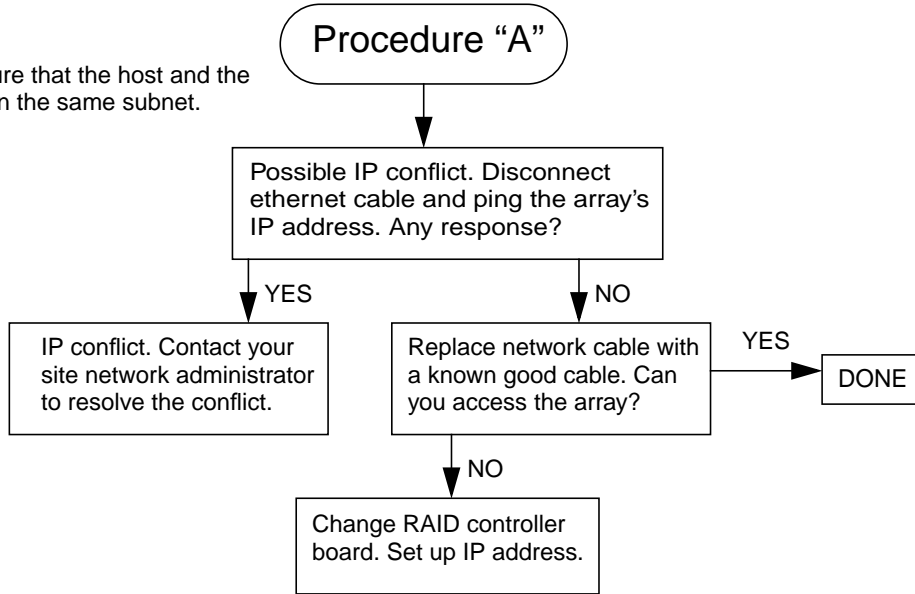 Procedure “A”
ure that the host and the
n the same subnet.
Possible IP conflict. Disconnect
ethernet cable and ping the array’s
IP address. Any response?
YES
NO
IP conflict. Contact your
site network administrator
to resolve the conflict.
Replace network cable with
a known good cable. Can
you access the array?
YES
DONE
NO
Change RAID controller
board. Set up IP address.